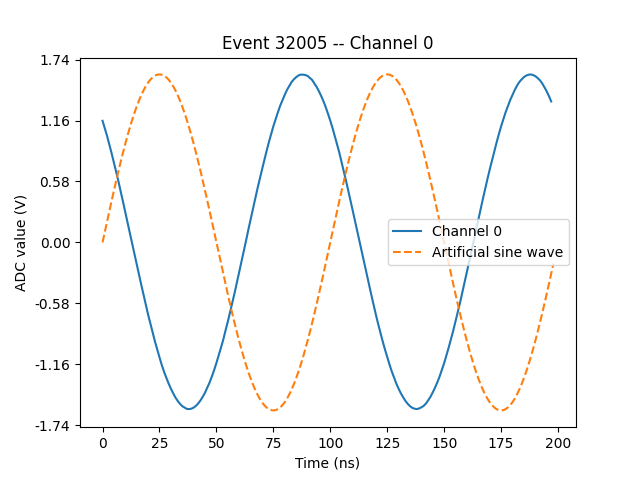 Event 32005 -- Channel 0
ADC value (V)
1.74
1.16
0.58
0.00
-0.58
-1.16
-1.74
Channel 0
Artificial sine wave
0 25 50 75 100 125 150 175 200
Time (ns)